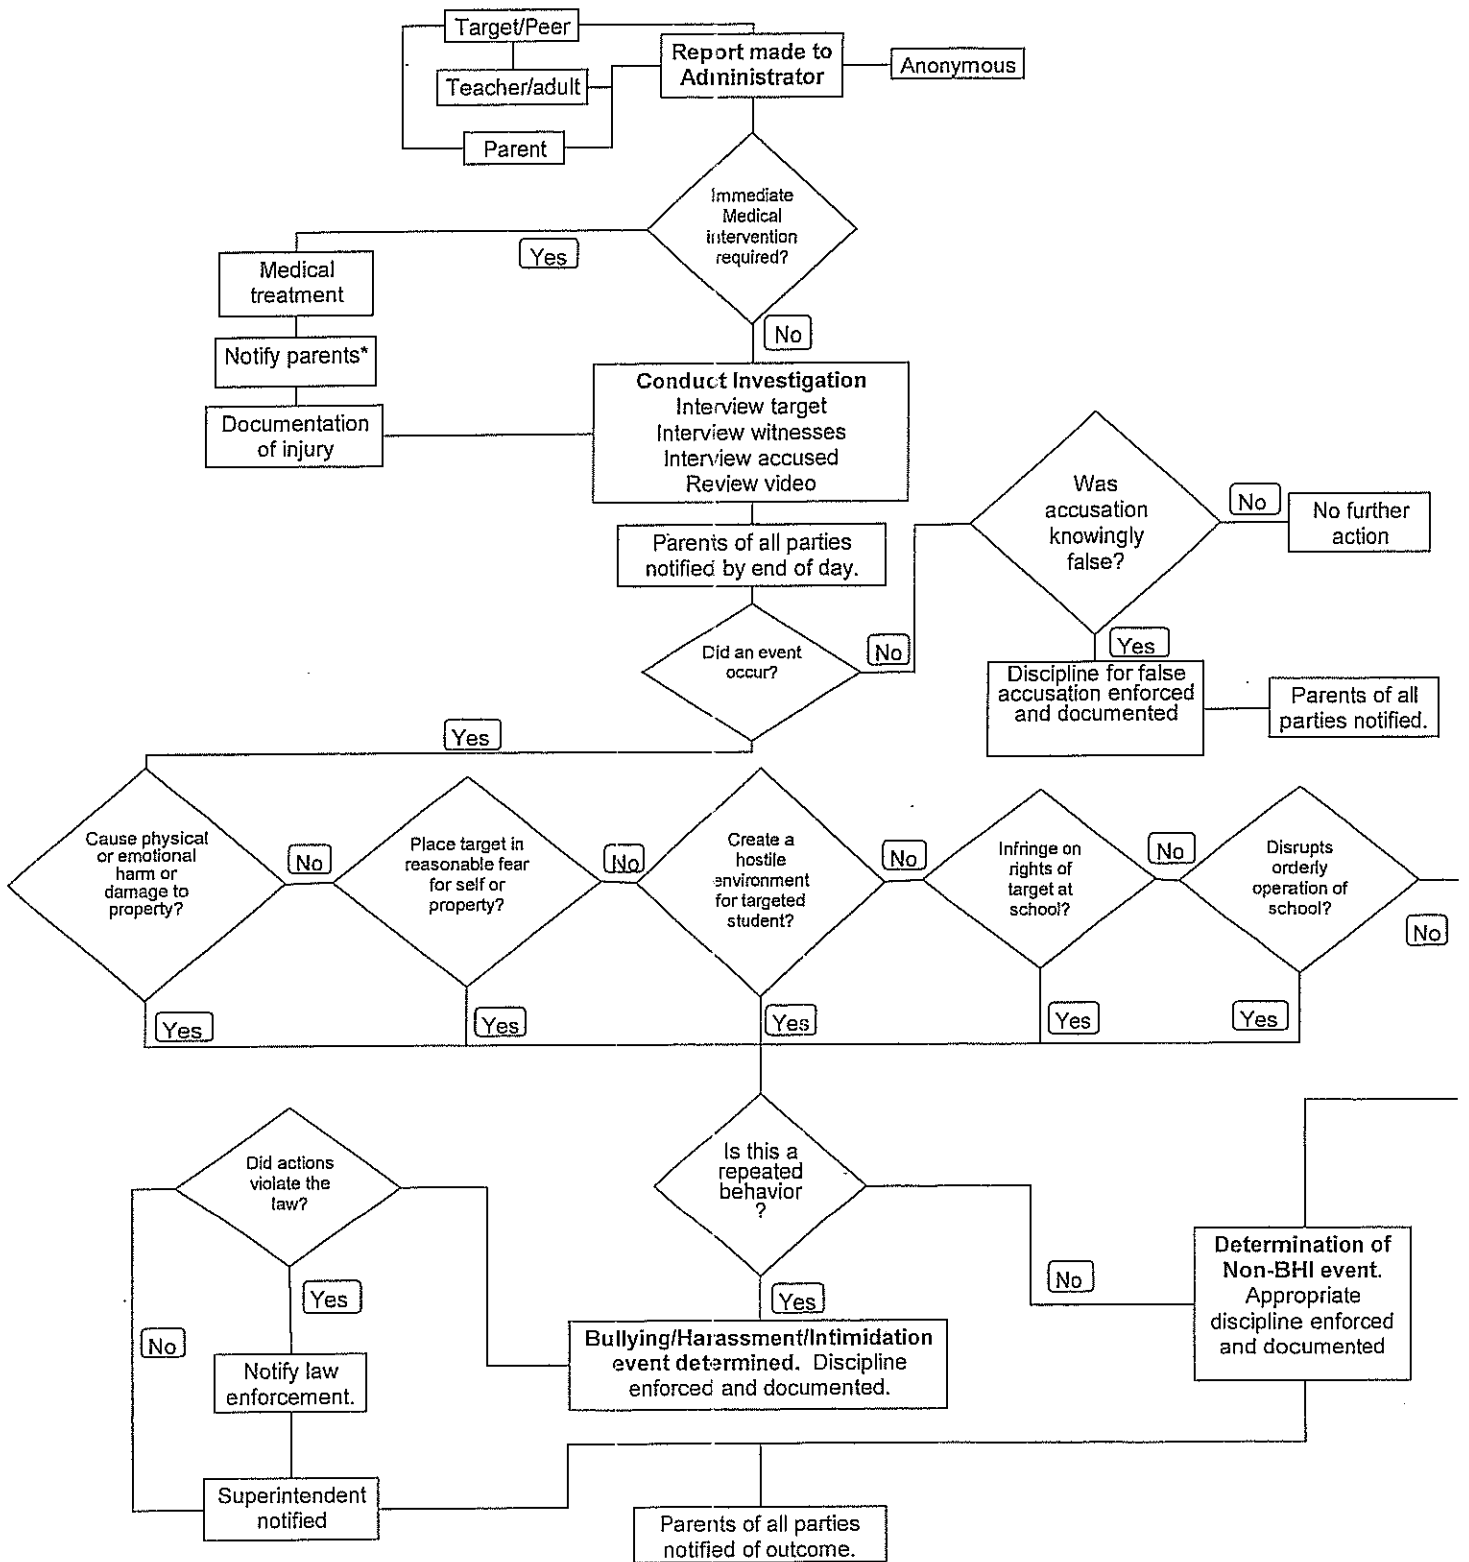 Target/Peer
Report made to
Administrator
Anonymous
Teacher/adult
Parent
Immediate
Medical
intervention
required?
Yes
Medical
treatment
No
Notify parents*
Conduct Investigation
Interview target
Interview witnesses
Interview accused
Review video
Documentation
of injury
Was
accusation
knowingly
false?
No
No further
action
Parents of all parties
notified by end of day.
Did an event
occur?
No
Yes
Discipline for false
accusation enforced
and documented
Parents of all
parties notified.
Yes
Cause physical
or emotional
harm or
damage to
property?
No
Place target in
reasonable fear
for self or
property?
No
Create a
hostile
environment
for targeted
student?
No
Infringe on
rights of
target at
school?
No
Disrupts
orderly
operation of
school?
No
Yes
Yes
Yes
Yes
Yes
Did actions
violate the
law?
Is this a
repeated
behavior
?
Determination of
Non-BHI event.
Appropriate
discipline enforced
and documented
No
Yes
Yes
No
Bullying/Harassment/Intimidation
event determined. Discipline
enforced and documented.
Notify law
enforcement.
Superintendent
notified
Parents of all parties
notified of outcome.